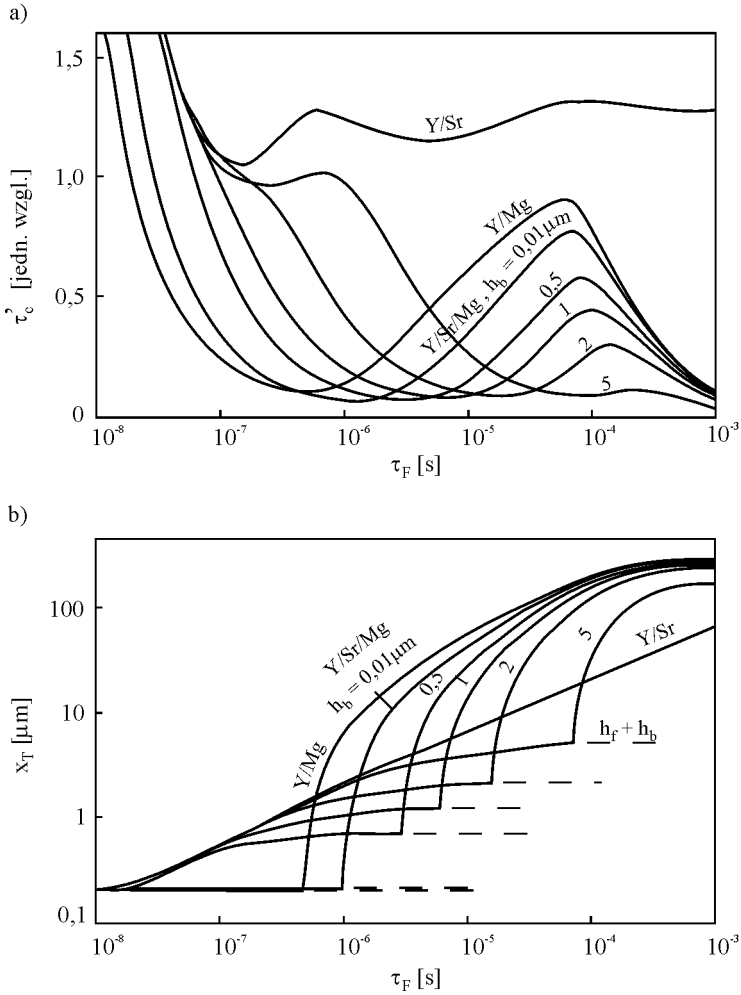 a)
1,5
1,0
0,5
0
τ'c [jedn. wzgl.]
Y/Sr
Y/Mg
Y/Sr/Mg , hb = 0,01µm
0,5
1
2
5
10⁻⁸ 10⁻⁷ 10⁻⁶ 10⁻⁵ 10⁻⁴ 10⁻³
τF [s]
b)
100
10
1
0,1
xT [µm]
Y/Sr/Mg
hb = 0,01µm
Y/Mg
0,5
1
2
5
Y/Sr
hf + hb
10⁻⁸ 10⁻⁷ 10⁻⁶ 10⁻⁵ 10⁻⁴ 10⁻³
τF [s]